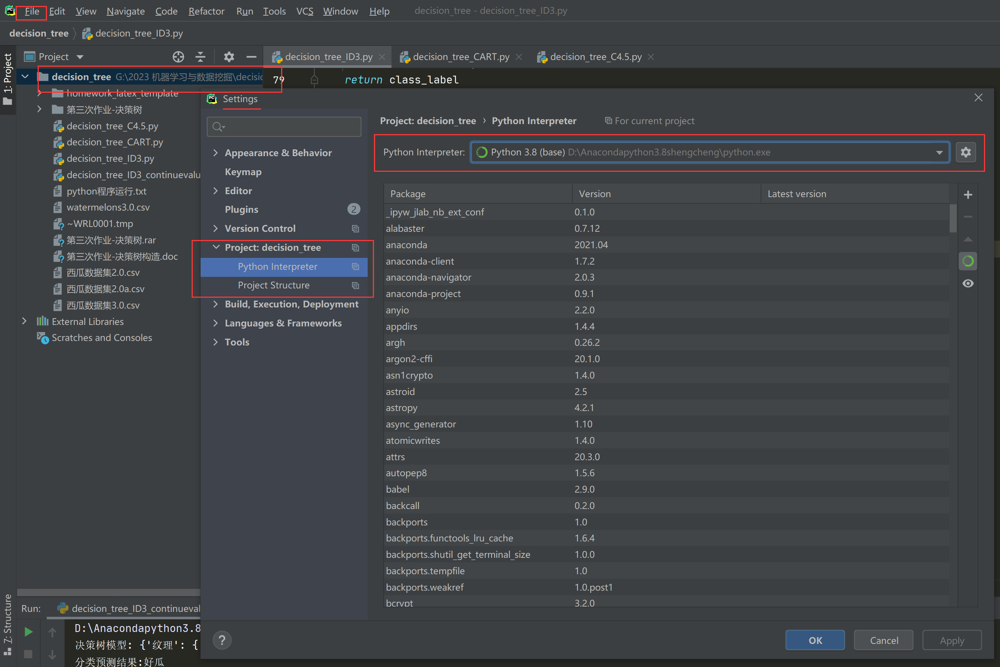 File Edit View Navigate Code Refactor Run Tools VCS Window Help decision_tree - decision_tree_ID3.py
decision_tree decision_tree_ID3.py
1: Project
Project
decision_tree_ID3.py decision_tree_CART.py decision_tree_C4.5.py
decision_tree G:\2023 机器学习与数据挖掘\decisio
homework_latex_template
第三次作业-决策树
decision_tree_C4.5.py
decision_tree_CART.py
decision_tree_ID3.py
decision_tree_ID3_continuevalu
python程序运行.txt
watermelons3.0.csv
~WRL0001.tmp
第三次作业-决策树.rar
第三次作业-决策树构造.doc
西瓜数据集2.0.csv
西瓜数据集2.0a.csv
西瓜数据集3.0.csv
External Libraries
Scratches and Consoles
79 return class_label
Settings
Appearance & Behavior
Keymap
Editor
Plugins 2
Version Control
Project: decision_tree
Python Interpreter
Project Structure
Build, Execution, Deployment
Languages & Frameworks
Tools
Project: decision_tree › Python Interpreter For current project
Python Interpreter: Python 3.8 (base) D:\Anacondapython3.8shengcheng\python.exe
Package Version Latest version
_ipyw_jlab_nb_ext_conf 0.1.0
alabaster 0.7.12
anaconda 2021.04
anaconda-client 1.7.2
anaconda-navigator 2.0.3
anaconda-project 0.9.1
anyio 2.2.0
appdirs 1.4.4
argh 0.26.2
argon2-cffi 20.1.0
asn1crypto 1.4.0
astroid 2.5
astropy 4.2.1
async_generator 1.10
atomicwrites 1.4.0
attrs 20.3.0
autopep8 1.5.6
babel 2.9.0
backcall 0.2.0
backports 1.0
backports.functools_lru_cache 1.6.4
backports.shutil_get_terminal_size 1.0.0
backports.tempfile 1.0
backports.weakref 1.0.post1
bcrypt 3.2.0
OK Cancel Apply
7: Structure
Run: decision_tree_ID3_continueval
D:\Anacondapython3.8
决策树模型: {'纹理': {
分类预测结果:好瓜